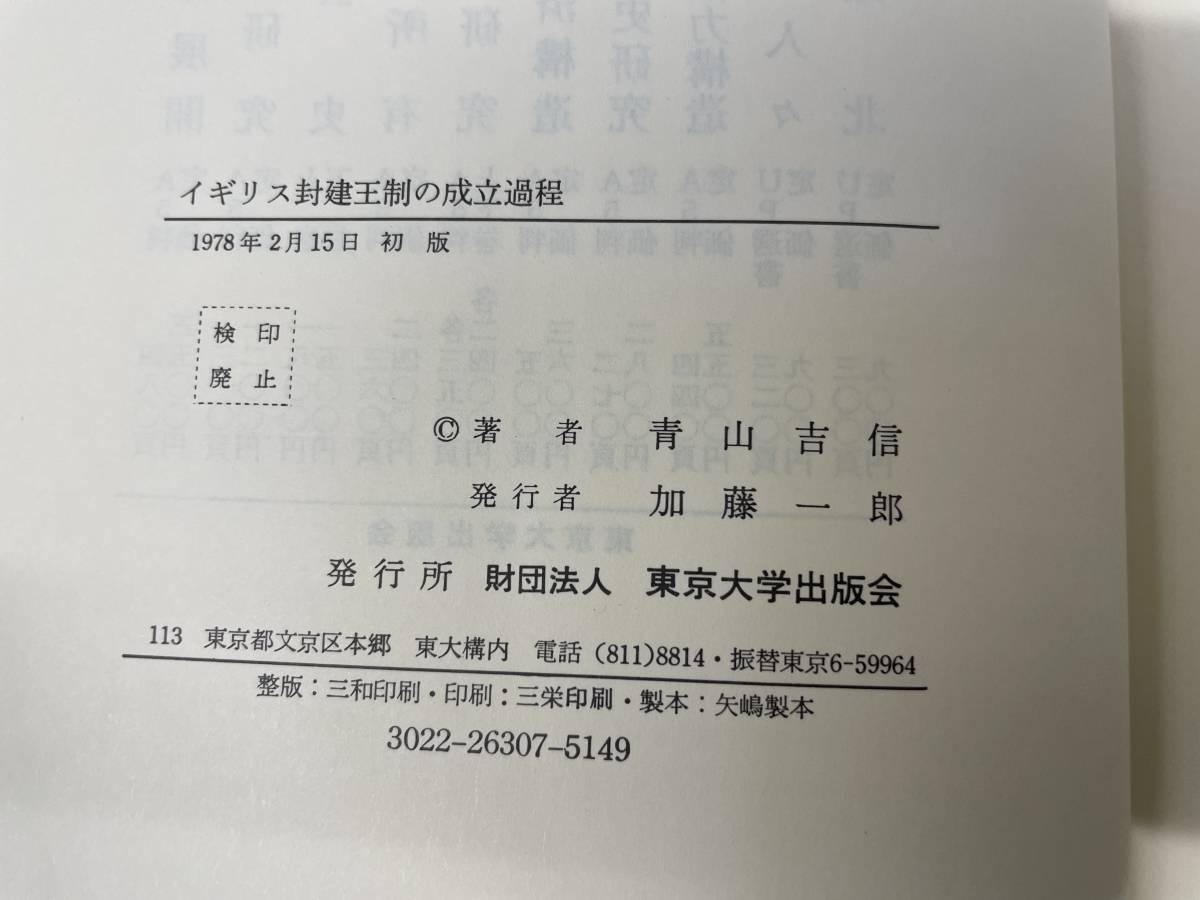 イギリス封建王制の成立過程
1978年2月15日 初 版
検 印
廃 止
© 著 者 青 山 吉 信
発 行 者 加 藤 一 郎
発 行 所 財団法人 東京大学出版会
113 東京都文京区本郷 東大構内 電話 (811)8814・振替東京6-59964
整版:三和印刷・印刷:三栄印刷・製本:矢嶋製本
3022-26307-5149